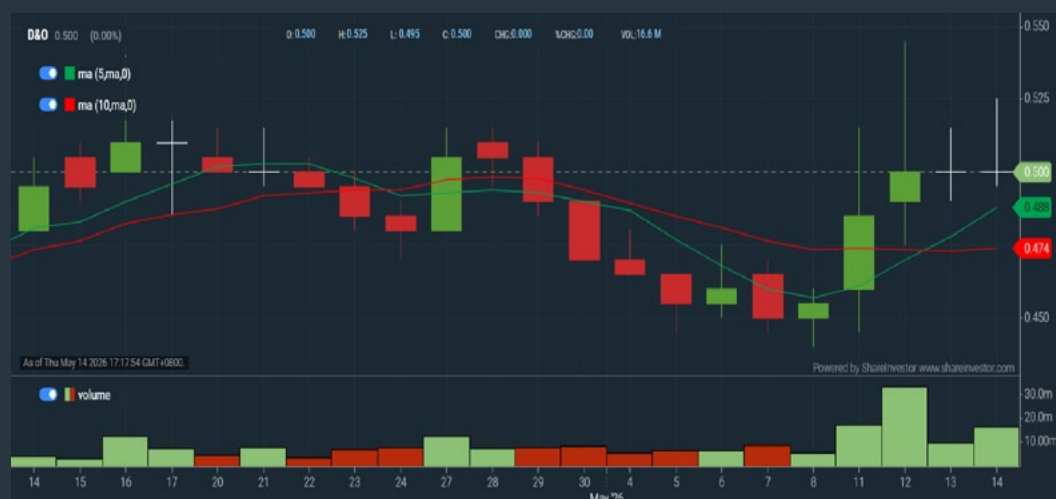 D&O 0.500 (0.00%) O: 0.500 H: 0.525 L: 0.495 C: 0.500 CHG:0.000 %CHG:0.00 VOL:16.6 M
ma (5,ma,0)
ma (10,ma,0)
0.550
0.525
0.500
0.488
0.474
0.450
As of Thu May 14 2026 17:17:54 GMT+0800.
Powered by ShareInvestor www.shareinvestor.com
volume
30.0m
20.0m
10.00m
14 15 16 17 20 21 22 23 24 27 28 29 30 4 5 6 7 8 11 12 13 14
May '26